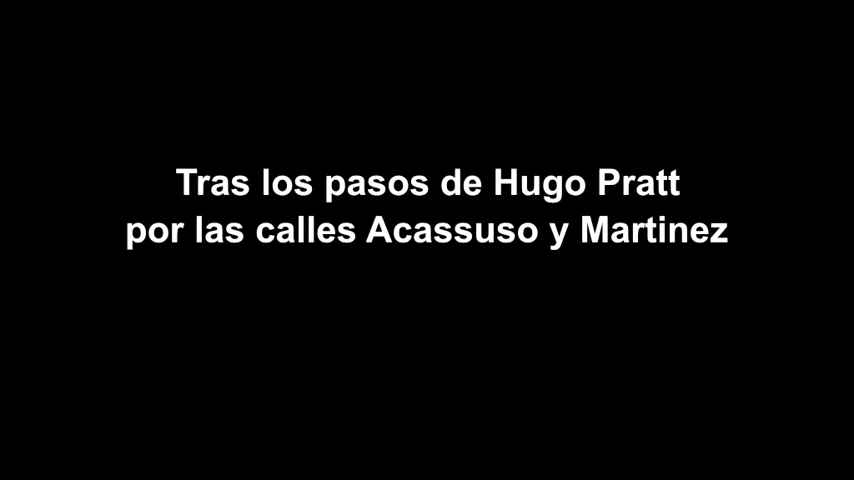 Tras los pasos de Hugo Pratt
por las calles Acassuso y Martinez